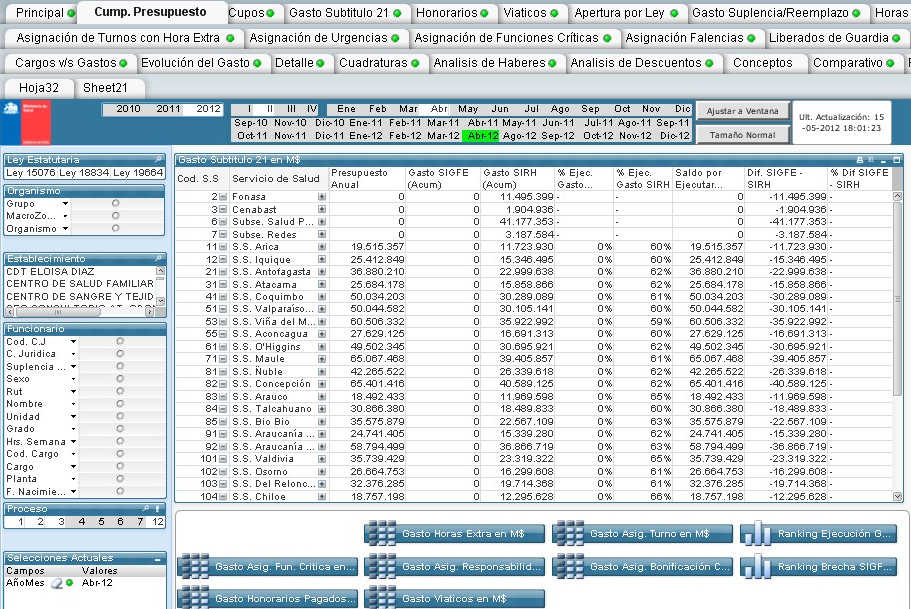 Principal Cump. Presupuesto Cupos Gasto Subtitulo 21 Honorarios Viaticos Apertura por Ley Gasto Suplencia/Reemplazo Horas
Asignación de Turnos con Hora Extra Asignación de Urgencias Asignación de Funciones Críticas Asignación Falencias Liberados de Guardia
Cargos v/s Gastos Evolución del Gasto Detalle Cuadraturas Analisis de Haberes Analisis de Descuentos Conceptos Comparativo
Hoja32 Sheet21
2010 2011 2012
I II III IV Ene Feb Mar Abr May Jun Jul Ago Sep Oct Nov Dic
Sep-10 Nov-10 Dic-10 Ene-11 Feb-11 Mar-11 Abr-11 May-11 Jun-11 Jul-11 Ago-11 Sep-11
Oct-11 Nov-11 Dic-11 Ene-12 Feb-12 Mar-12 Abr-12 Ago-12 Sep-12 Oct-12 Nov-12 Dic-12
Ajustar a Ventana
Tamaño Normal
Ult. Actualización: 15
-05-2012 18:01:23
Ley Estatutaria
Ley 15076 Ley 18834 Ley 19664
Organismo
Grupo
MacroZo...
Organismo
Establecimiento
CDT ELOISA DIAZ
CENTRO DE SALUD FAMILIAR
CENTRO DE SANGRE Y TEJID
Funcionario
Cod. C.J
C. Juridica
Suplencia ...
Sexo
Rut
Nombre
Unidad
Grado
Hrs. Semana
Cod. Cargo
Cargo
Planta
F. Nacimie...
Proceso
1 2 3 4 5 6 7 12
Selecciones Actuales
Campos Valores
AñoMes Abr-12
Gasto Subtitulo 21 en M$
Cod. S.S Servicio de Salud Presupuesto Anual Gasto SIGFE (Acum) Gasto SIRH (Acum) % Ejec. Gasto... % Ejec. Gasto SIRH Saldo por Ejecutar... Dif. SIGFE - SIRH % Dif SIGFE - SIRH
2 Fonasa 0 0 11.495.399 - - 0 -11.495.399 -
3 Cenabast 0 0 1.904.936 - - 0 -1.904.936 -
6 Subse. Salud P... 0 0 41.177.353 - - 0 -41.177.353 -
7 Subse. Redes 0 0 3.187.584 - - 0 -3.187.584 -
11 S.S. Arica 19.515.357 0 11.723.930 0% 60% 19.515.357 -11.723.930 -
12 S.S. Iquique 25.412.849 0 15.346.495 0% 60% 25.412.849 -15.346.495 -
21 S.S. Antofagasta 36.880.210 0 22.999.638 0% 62% 36.880.210 -22.999.638 -
31 S.S. Atacama 25.684.178 0 15.858.866 0% 62% 25.684.178 -15.858.866 -
41 S.S. Coquimbo 50.034.203 0 30.289.089 0% 61% 50.034.203 -30.289.089 -
51 S.S. Valparaíso... 50.044.582 0 30.105.141 0% 60% 50.044.582 -30.105.141 -
53 S.S. Viña del M... 60.506.332 0 35.922.992 0% 59% 60.506.332 -35.922.992 -
55 S.S. Aconcagua 27.629.125 0 16.691.313 0% 60% 27.629.125 -16.691.313 -
61 S.S. O'Higgins 49.502.345 0 30.695.921 0% 62% 49.502.345 -30.695.921 -
71 S.S. Maule 65.067.468 0 39.405.857 0% 61% 65.067.468 -39.405.857 -
81 S.S. Ñuble 42.265.522 0 26.339.618 0% 62% 42.265.522 -26.339.618 -
82 S.S. Concepción 65.401.416 0 40.589.125 0% 62% 65.401.416 -40.589.125 -
83 S.S. Arauco 18.492.433 0 11.969.598 0% 65% 18.492.433 -11.969.598 -
84 S.S. Talcahuano 30.866.380 0 18.489.833 0% 60% 30.866.380 -18.489.833 -
85 S.S. Bio Bio 35.575.879 0 22.567.109 0% 63% 35.575.879 -22.567.109 -
91 S.S. Araucanía ... 24.741.405 0 15.339.280 0% 62% 24.741.405 -15.339.280 -
92 S.S. Araucanía ... 58.794.499 0 36.866.719 0% 63% 58.794.499 -36.866.719 -
101 S.S. Valdivia 35.739.429 0 23.319.322 0% 65% 35.739.429 -23.319.322 -
102 S.S. Osorno 26.664.753 0 16.299.608 0% 61% 26.664.753 -16.299.608 -
103 S.S. Del Relonc... 32.376.285 0 19.714.368 0% 61% 32.376.285 -19.714.368 -
104 S.S. Chiloe 18.757.198 0 12.295.628 0% 66% 18.757.198 -12.295.628 -
Gasto Horas Extra en M$ Gasto Asig. Turno en M$ Ranking Ejecución G...
Gasto Asig. Fun. Critica en... Gasto Asig. Responsabilid... Gasto Asig. Bonificación C... Ranking Brecha SIGF...
Gasto Honorarios Pagados... Gasto Viaticos en M$